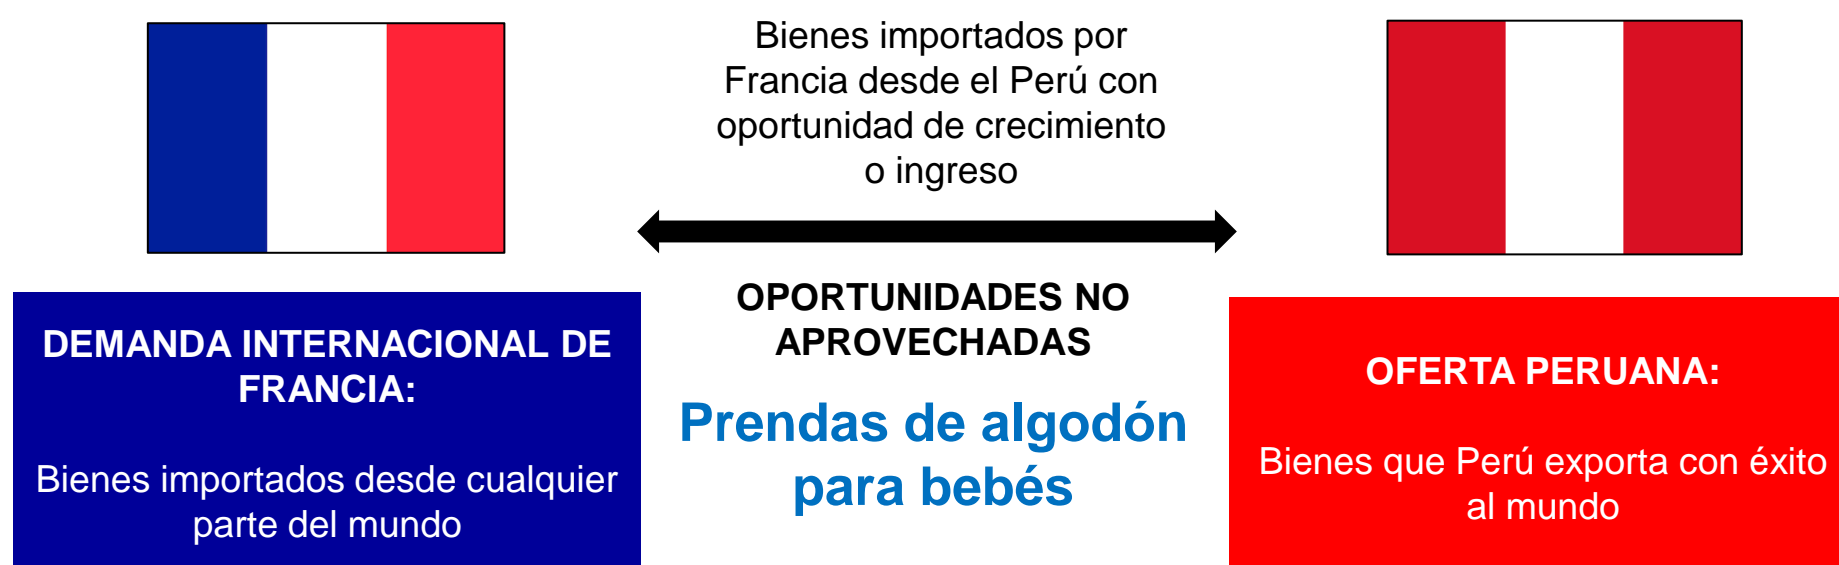 Bienes importados por
Francia desde el Perú con
oportunidad de crecimiento
o ingreso
OPORTUNIDADES NO
APROVECHADAS
Prendas de algodón
para bebés
DEMANDA INTERNACIONAL DE
FRANCIA:
Bienes importados desde cualquier
parte del mundo
OFERTA PERUANA:
Bienes que Perú exporta con éxito
al mundo